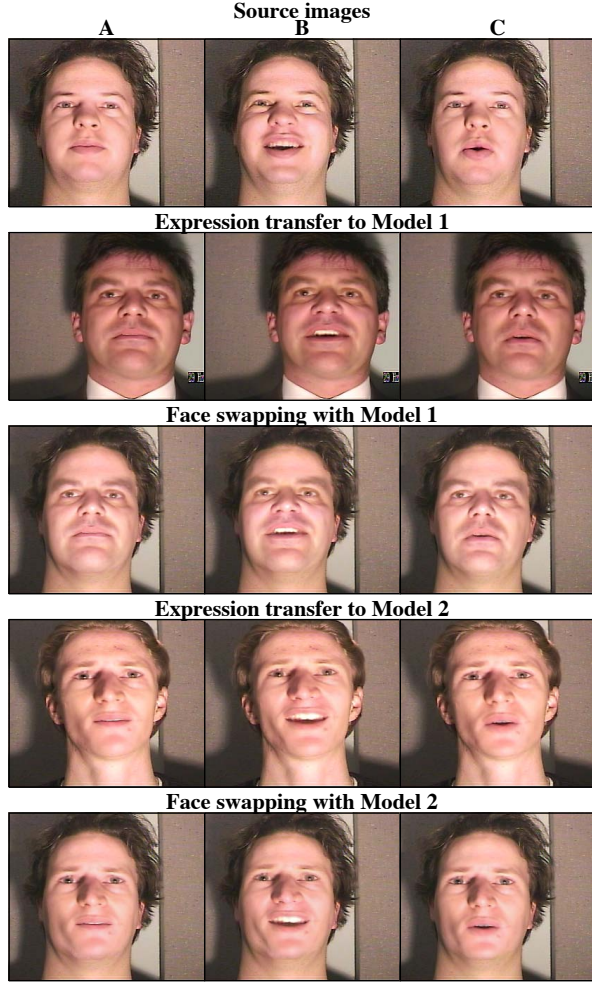 Source images
A B C
Expression transfer to Model 1
Face swapping with Model 1
Expression transfer to Model 2
Face swapping with Model 2